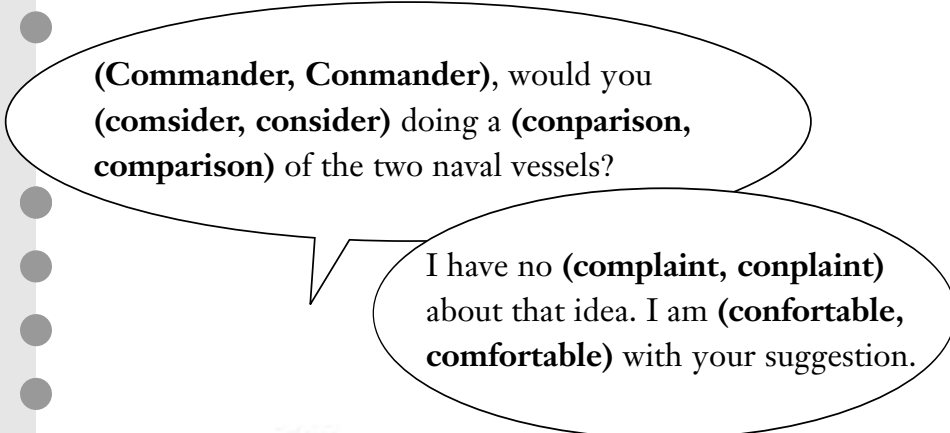 (Commander, Conmander), would you
(comsider, consider) doing a (conparison,
comparison) of the two naval vessels?
I have no (complaint, conplaint)
about that idea. I am (confortable,
comfortable) with your suggestion.